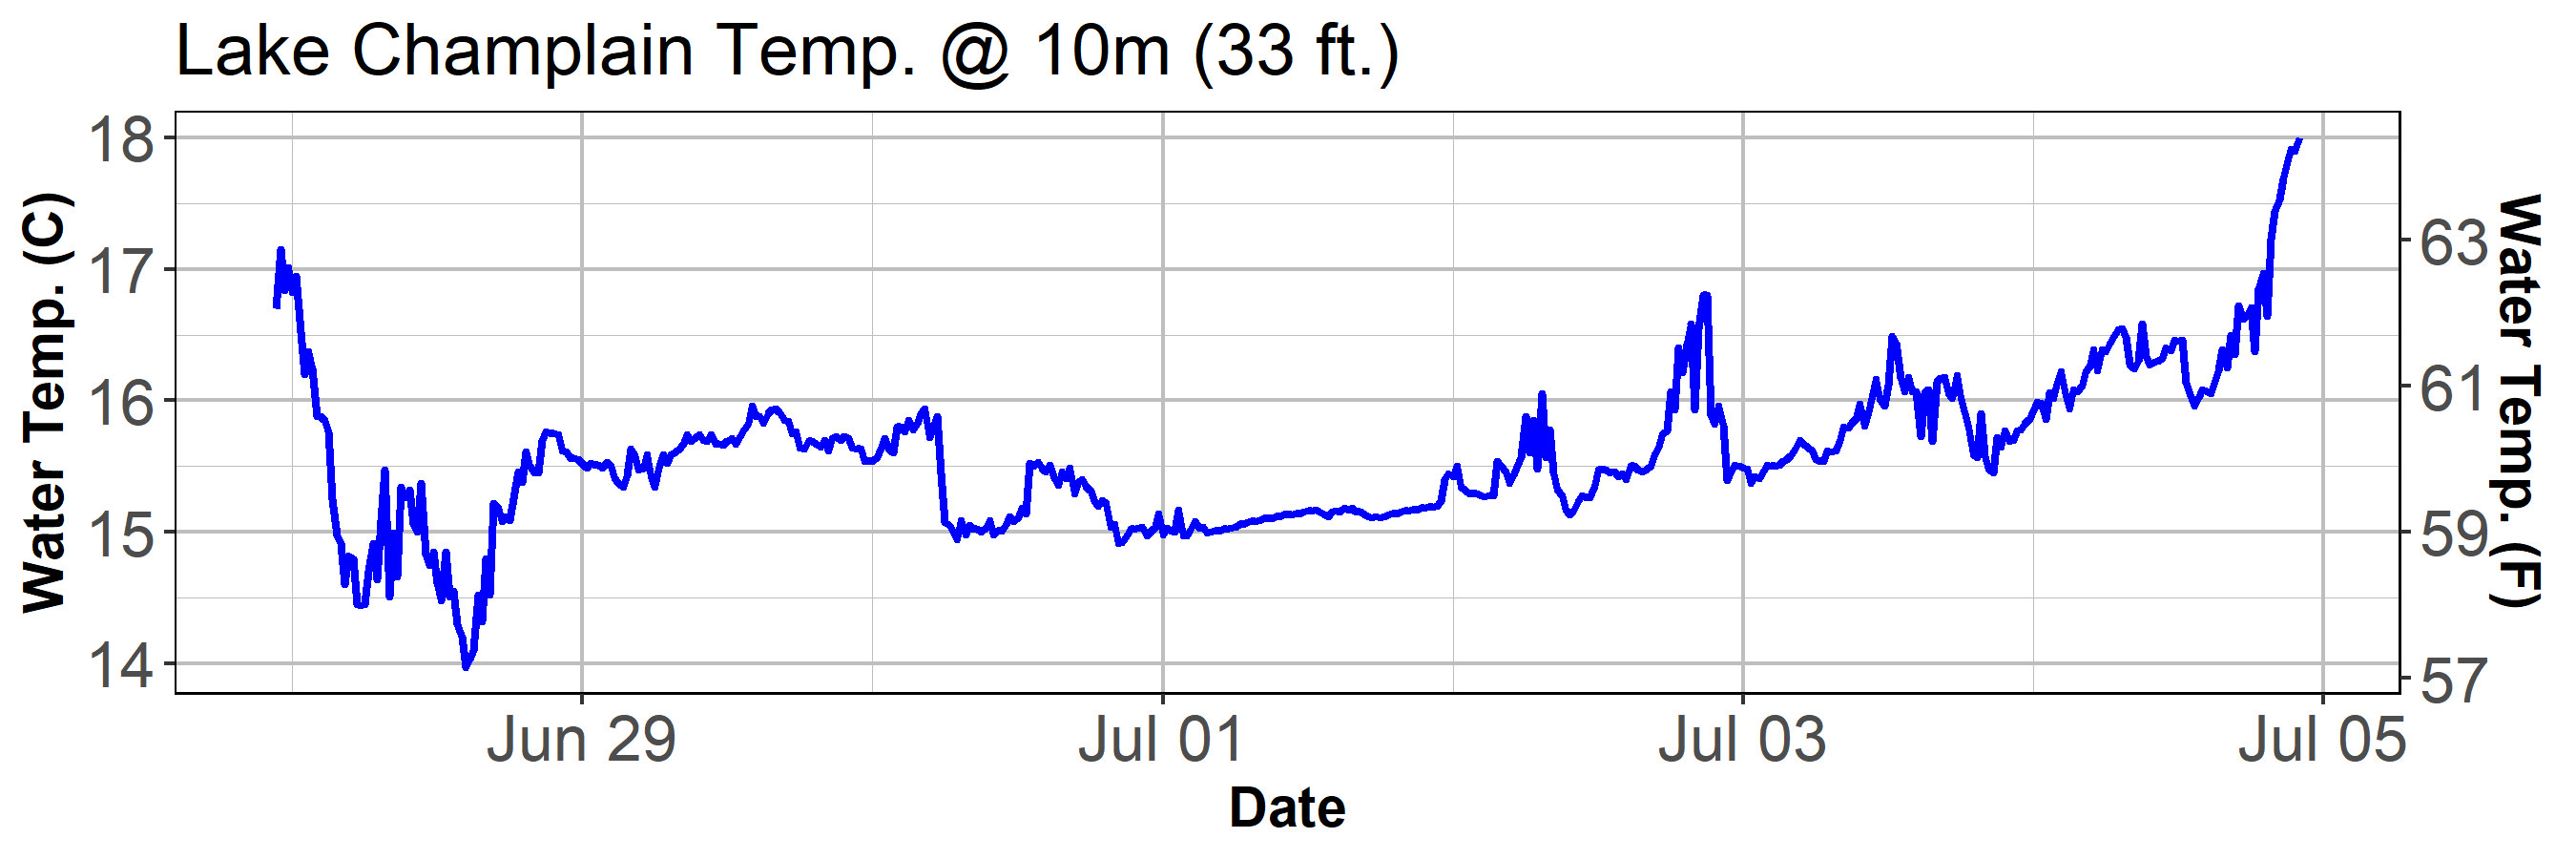 Lake Champlain Temp. @ 10m (33 ft.)
Water Temp. (C)
18
17
16
15
14
63
61
59
57
Water Temp. (F)
Jun 29
Jul 01
Jul 03
Jul 05
Date